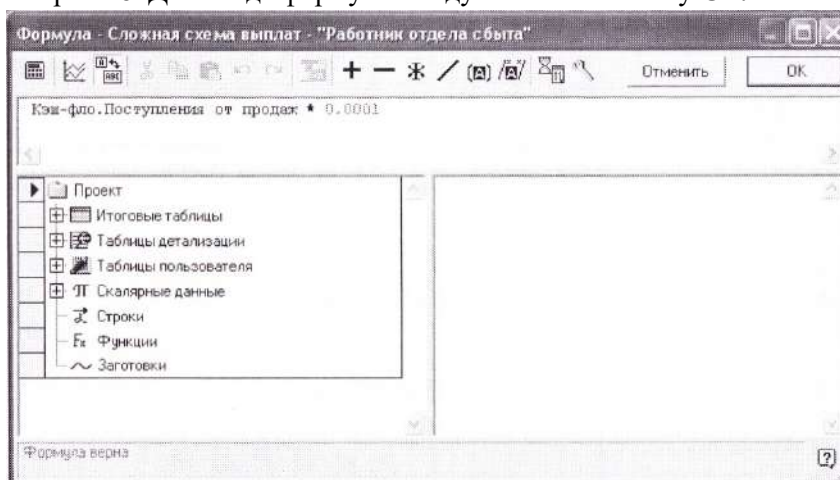 Формула - Сложная схема выплат - "Работник отдела сбыта"
Отменить
OK
Кэш-фло.Поступления от продаж * 0.0001
Проект
Итоговые таблицы
Таблицы детализации
Таблицы пользователя
Скалярные данные
Строки
Fx Функции
Заготовки
Формула верна